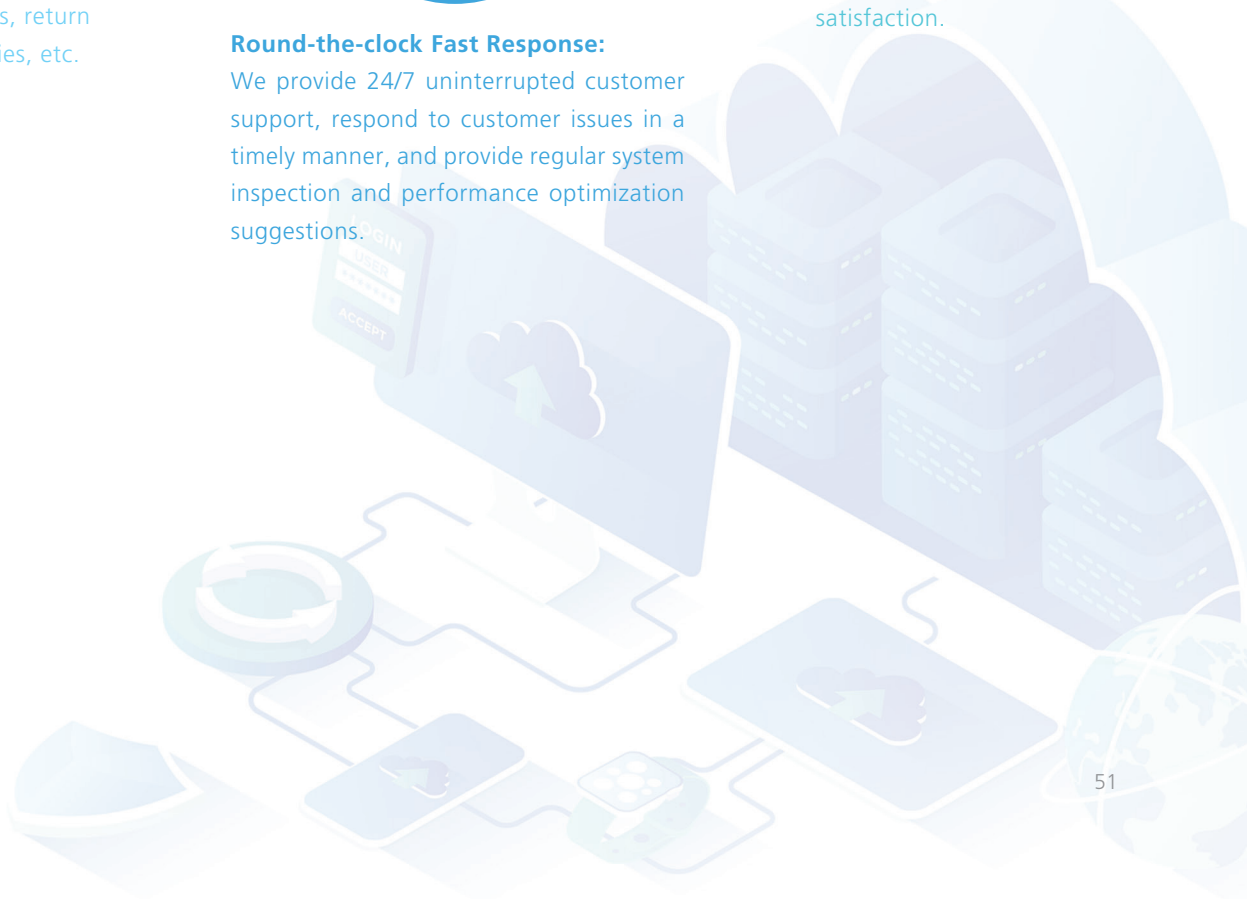 s, return
ies, etc.
Round-the-clock Fast Response:
We provide 24/7 uninterrupted customer
support, respond to customer issues in a
timely manner, and provide regular system
inspection and performance optimization
suggestions.
satisfaction.
LOGIN
USER
*******
ACCEPT
51